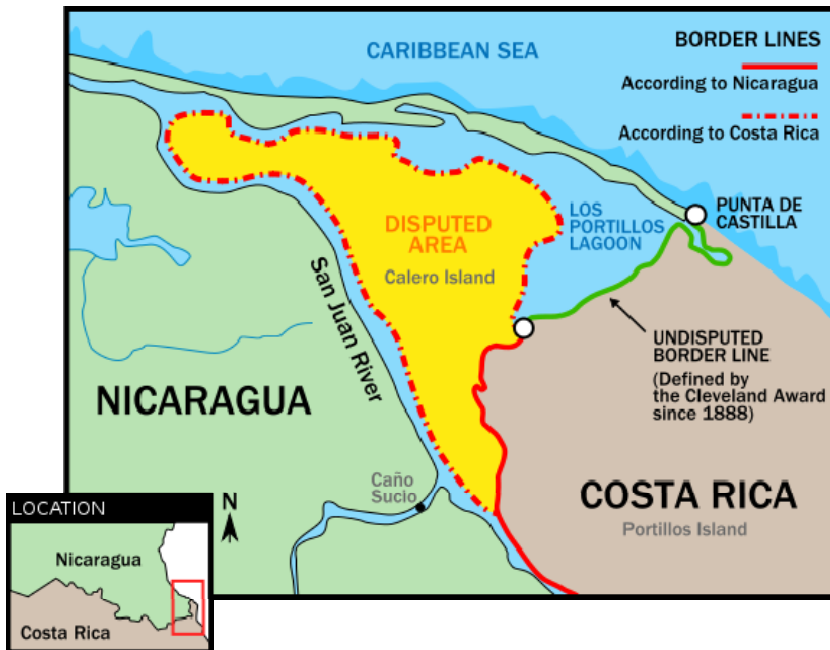 CARIBBEAN SEA
BORDER LINES
According to Nicaragua
According to Costa Rica
PUNTA DE
CASTILLA
LOS
PORTILLOS
LAGOON
DISPUTED
AREA
Calero Island
San Juan River
UNDISPUTED
BORDER LINE
(Defined by
the Cleveland Award
since 1888)
NICARAGUA
Caño
Sucio
COSTA RICA
Portillos Island
N
LOCATION
Nicaragua
Costa Rica